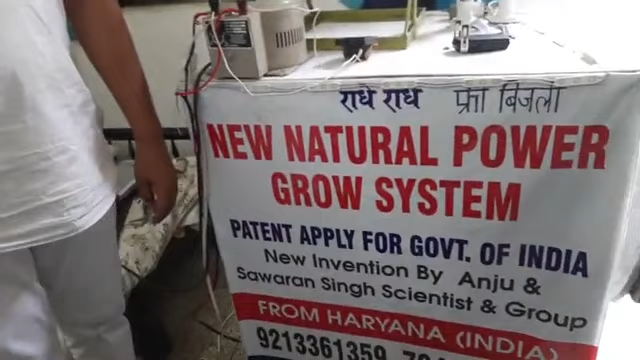 राधे राधे फ्री बिजली
NEW NATURAL POWER
GROW SYSTEM
PATENT APPLY FOR GOVT. OF INDIA
New Invention By Anju &
Sawaran Singh Scientist & Group
FROM HARYANA (INDIA)
9213361359